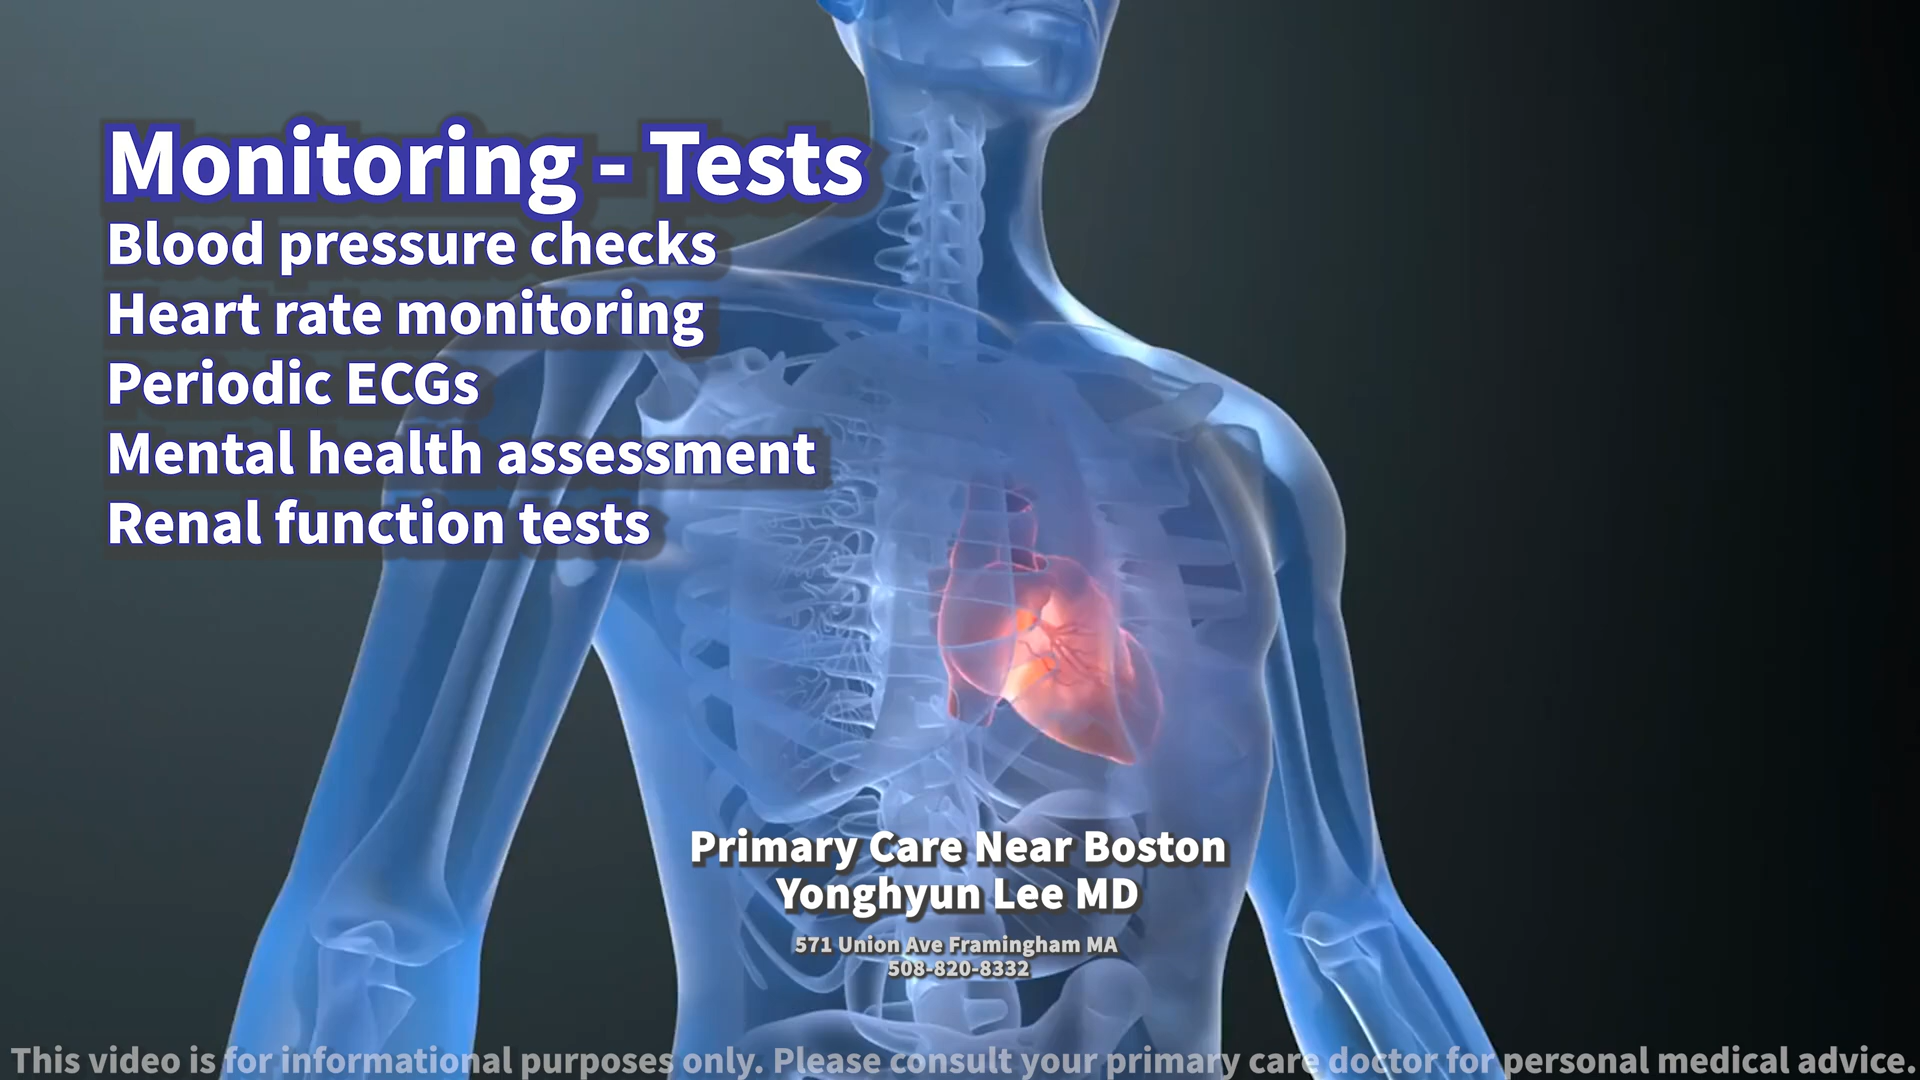 Monitoring - Tests
Blood pressure checks
Heart rate monitoring
Periodic ECGs
Mental health assessment
Renal function tests
Primary Care Near Boston
Yonghyun Lee MD
571 Union Ave Framingham MA
508-820-8332
This video is for informational purposes only. Please consult your primary care doctor for personal medical advice.